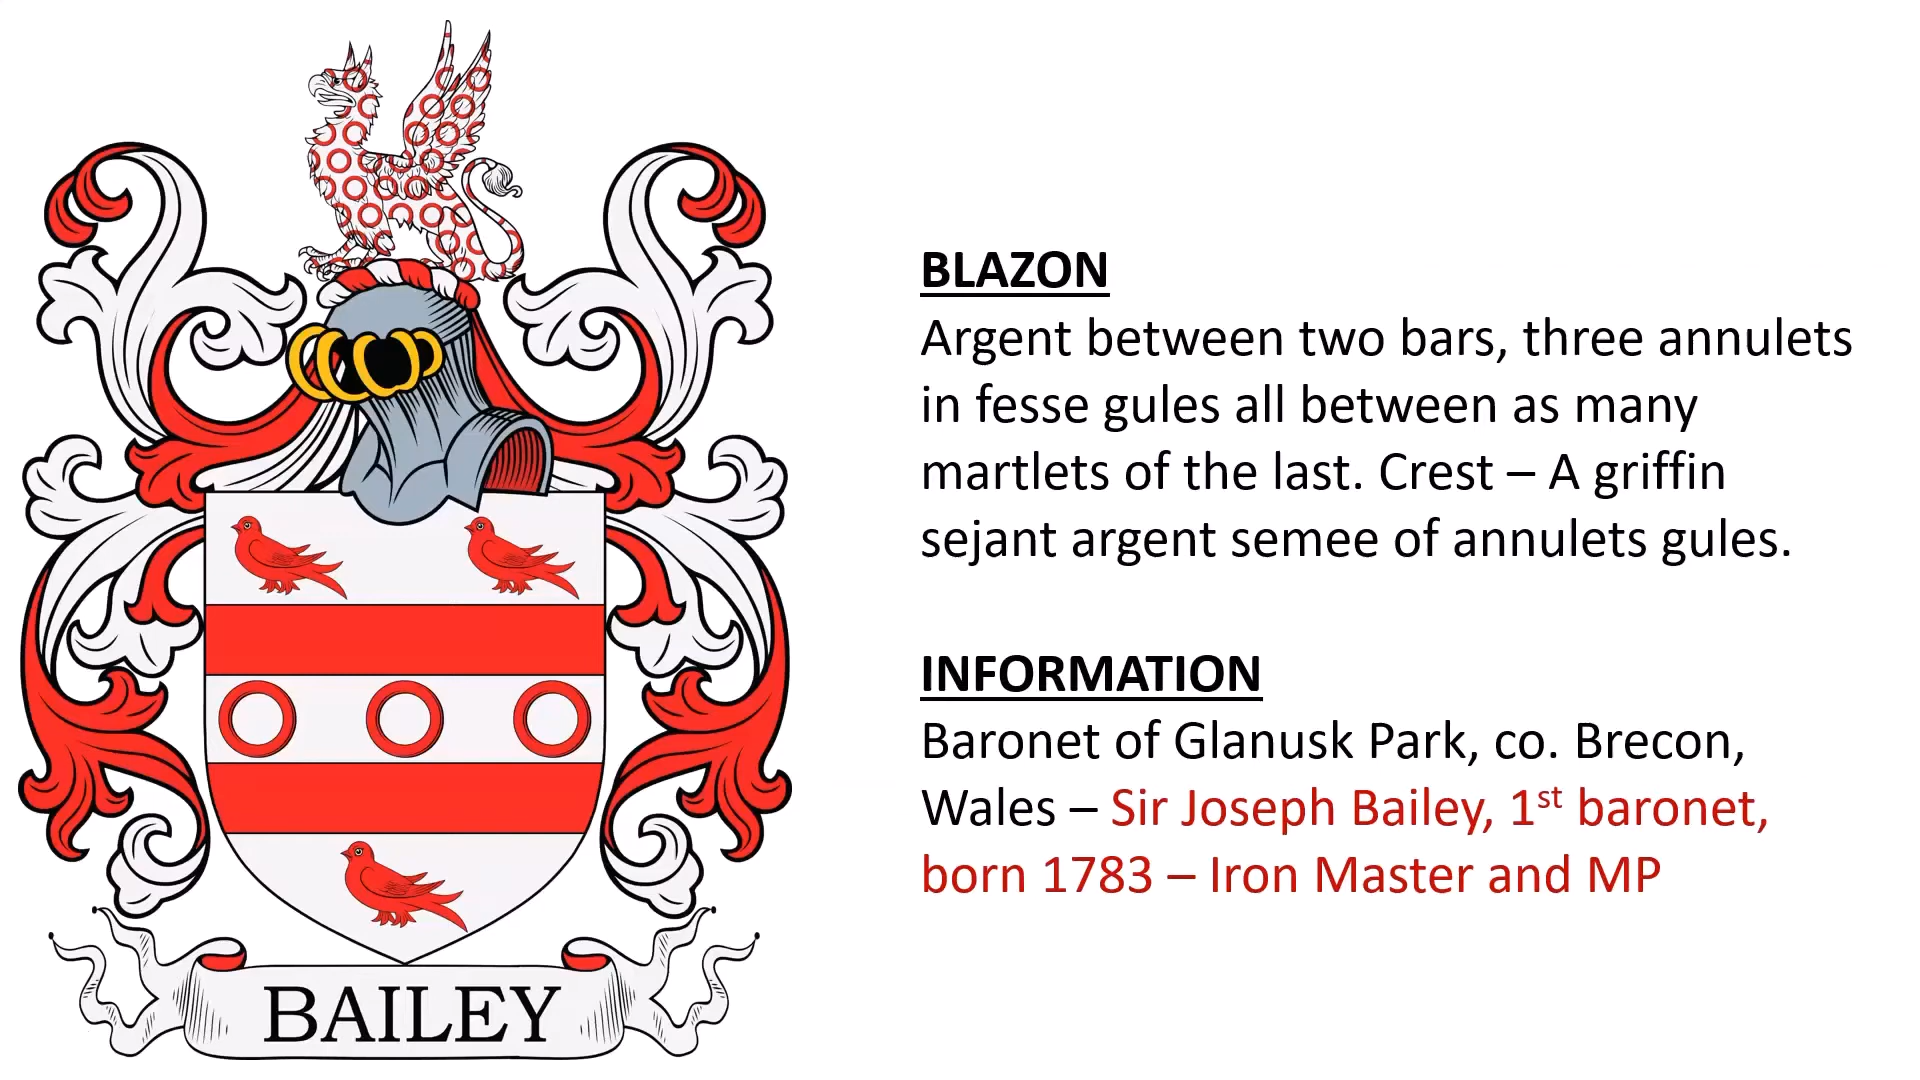 BLAZON
Argent between two bars, three annulets
in fesse gules all between as many
martlets of the last. Crest – A griffin
sejant argent semee of annulets gules.
INFORMATION
Baronet of Glanusk Park, co. Brecon,
Wales – Sir Joseph Bailey, 1st baronet,
born 1783 – Iron Master and MP
BAILEY